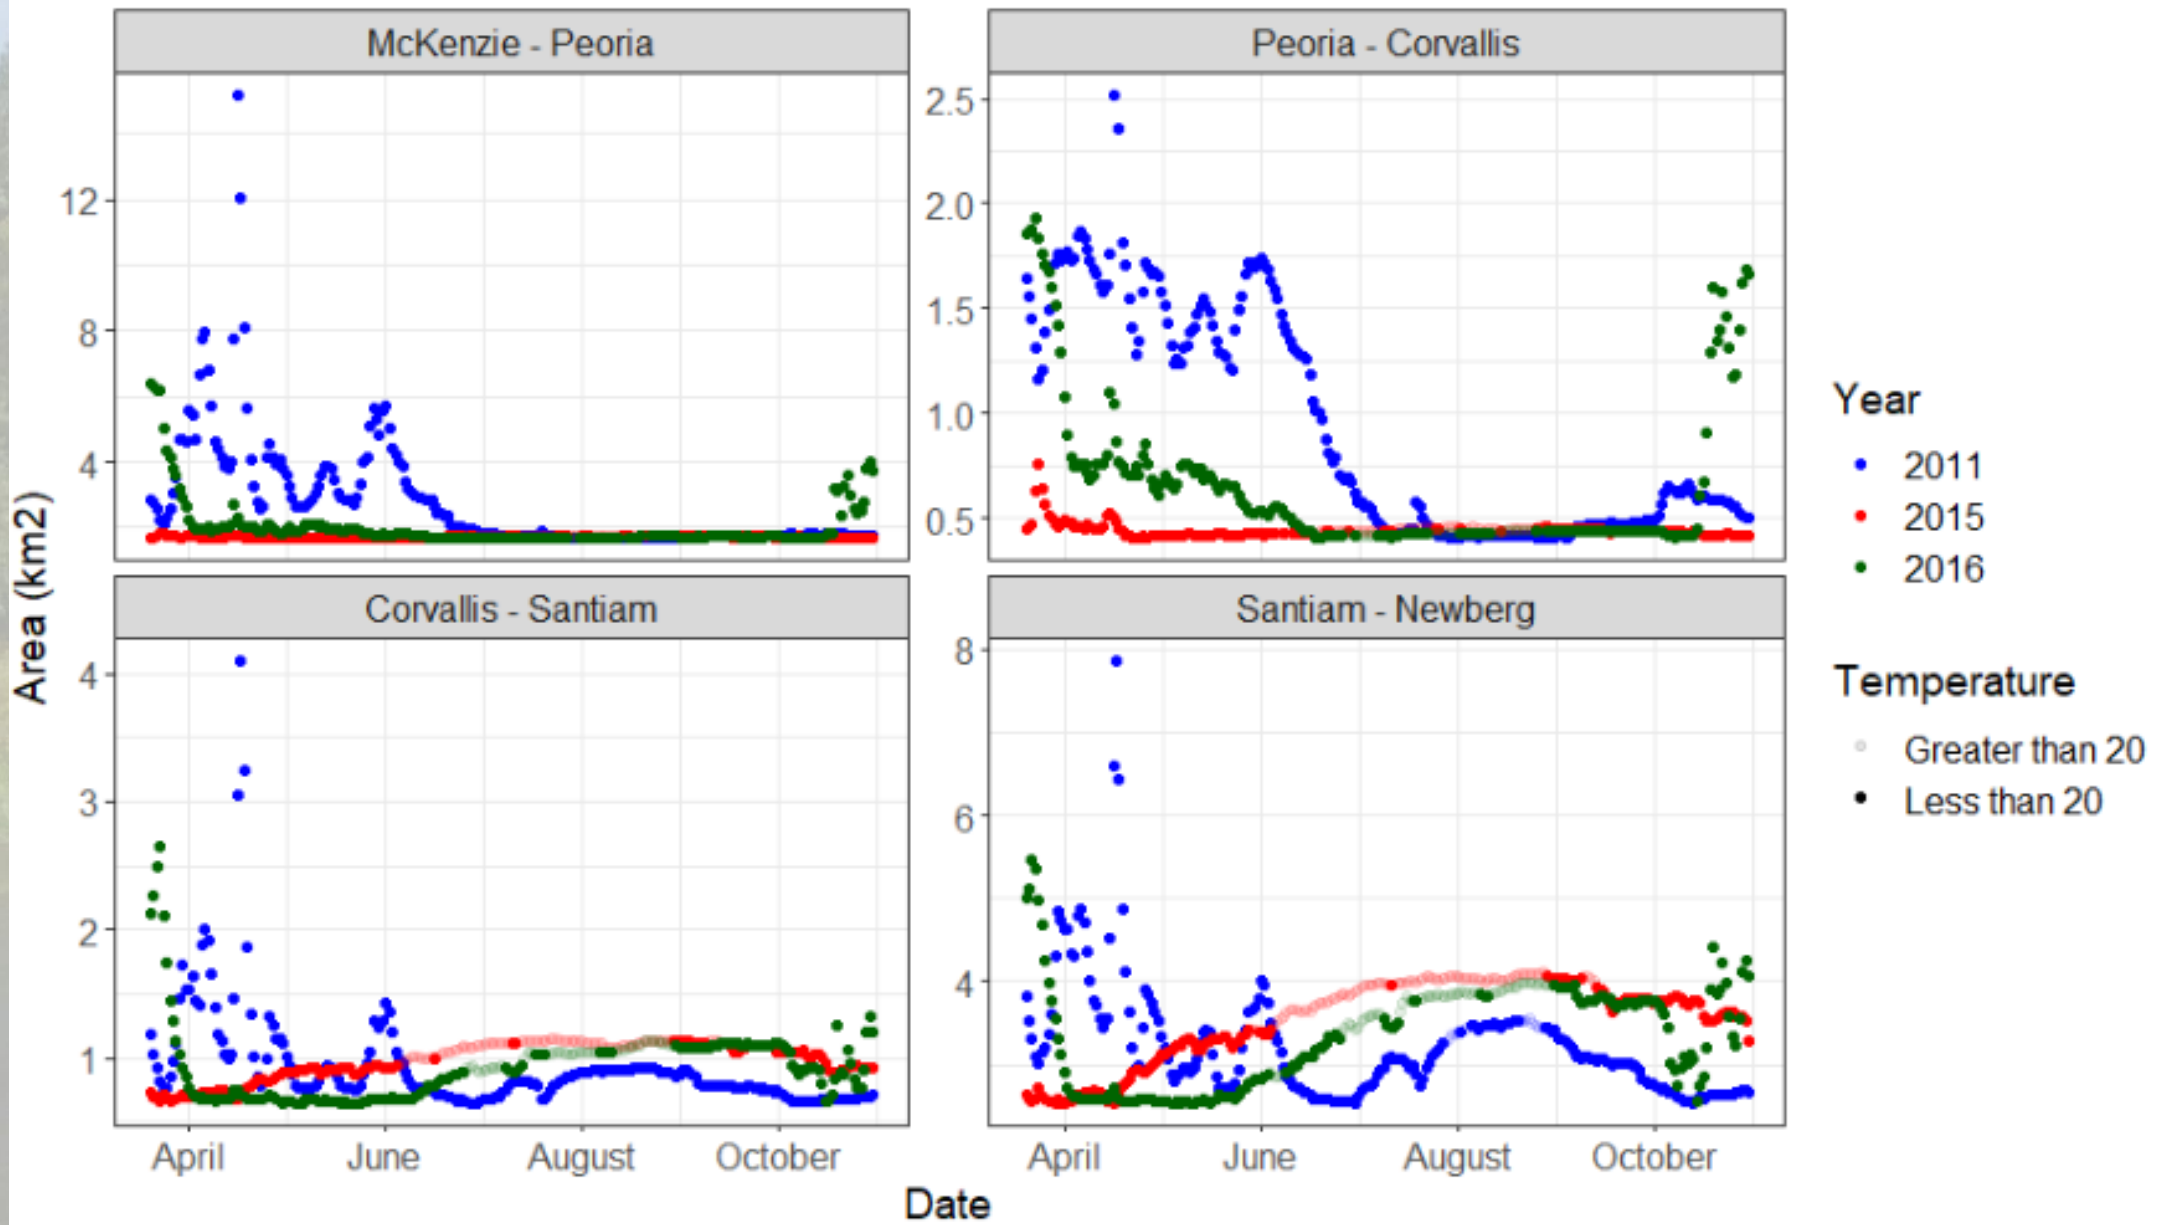 McKenzie - Peoria
Peoria - Corvallis
12
8
4
2.5
2.0
1.5
1.0
0.5
Corvallis - Santiam
Santiam - Newberg
4
3
2
1
8
6
4
April June August October
April June August October
Area (km2)
Date
Year
2011
2015
2016
Temperature
Greater than 20
Less than 20